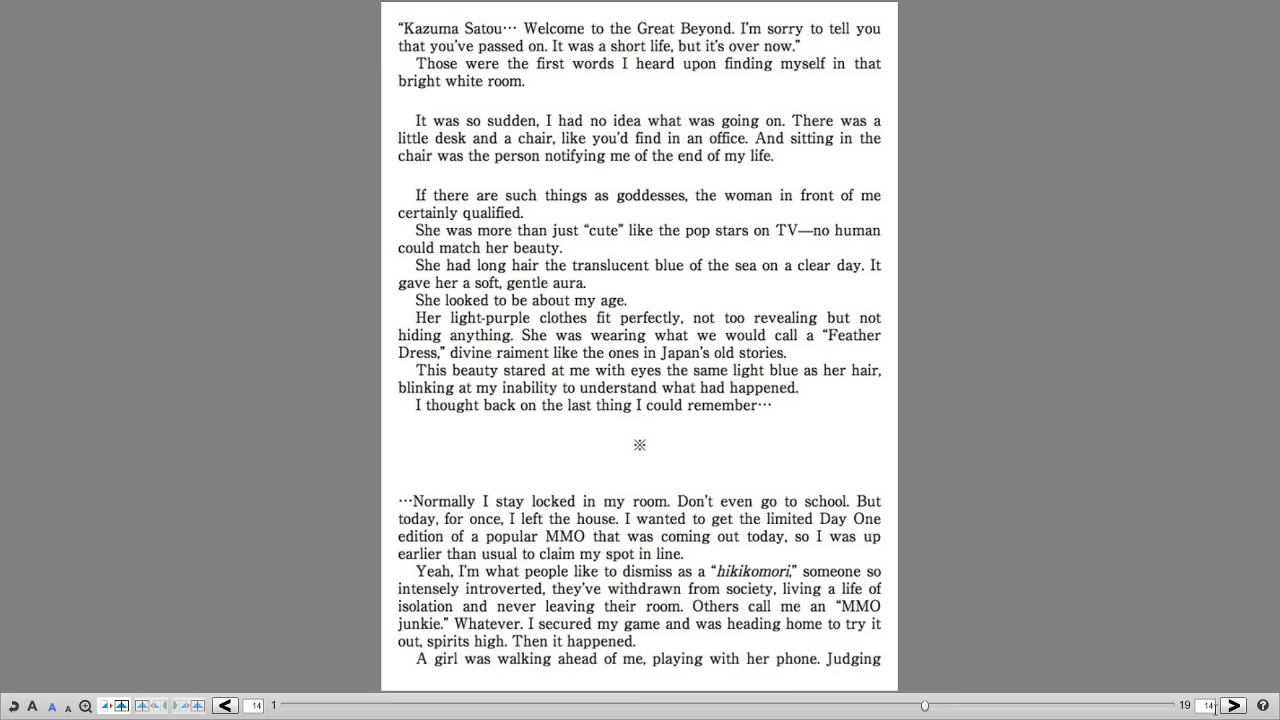 “Kazuma Satou… Welcome to the Great Beyond. I’m sorry to tell you
that you’ve passed on. It was a short life, but it’s over now.”
Those were the first words I heard upon finding myself in that
bright white room.
It was so sudden, I had no idea what was going on. There was a
little desk and a chair, like you’d find in an office. And sitting in the
chair was the person notifying me of the end of my life.
If there are such things as goddesses, the woman in front of me
certainly qualified.
She was more than just “cute” like the pop stars on TV—no human
could match her beauty.
She had long hair the translucent blue of the sea on a clear day. It
gave her a soft, gentle aura.
She looked to be about my age.
Her light-purple clothes fit perfectly, not too revealing but not
hiding anything. She was wearing what we would call a “Feather
Dress,” divine raiment like the ones in Japan’s old stories.
This beauty stared at me with eyes the same light blue as her hair,
blinking at my inability to understand what had happened.
I thought back on the last thing I could remember…
※
…Normally I stay locked in my room. Don’t even go to school. But
today, for once, I left the house. I wanted to get the limited Day One
edition of a popular MMO that was coming out today, so I was up
earlier than usual to claim my spot in line.
Yeah, I’m what people like to dismiss as a “hikikomori,” someone so
intensely introverted, they’ve withdrawn from society, living a life of
isolation and never leaving their room. Others call me an “MMO
junkie.” Whatever. I secured my game and was heading home to try it
out, spirits high. Then it happened.
A girl was walking ahead of me, playing with her phone. Judging
A A A < 14 1 19 14 > ?